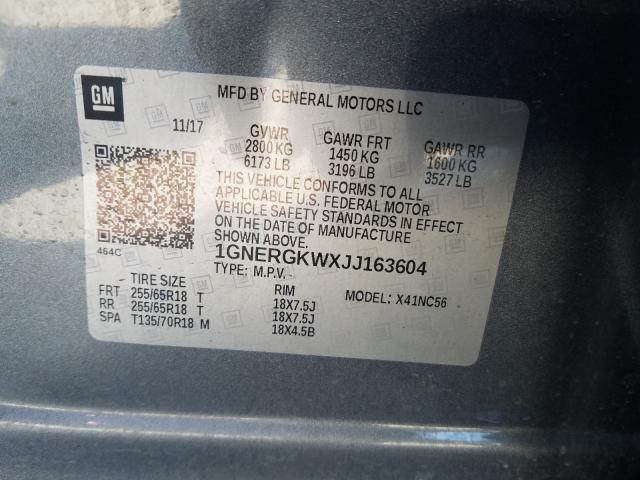 GM
MFD BY GENERAL MOTORS LLC
11/17
GVWR GAWR FRT GAWR RR
2800 KG 1450 KG 1600 KG
6173 LB 3196 LB 3527 LB
THIS VEHICLE CONFORMS TO ALL
APPLICABLE U.S. FEDERAL MOTOR
VEHICLE SAFETY STANDARDS IN EFFECT
ON THE DATE OF MANUFACTURE
SHOWN ABOVE.
464C
1GNERGKWXJJ163604
TYPE: M.P.V.
TIRE SIZE RIM MODEL: X41NC56
FRT 255/65R18 T 18X7.5J
RR 255/65R18 T 18X7.5J
SPA T135/70R18 M 18X4.5B